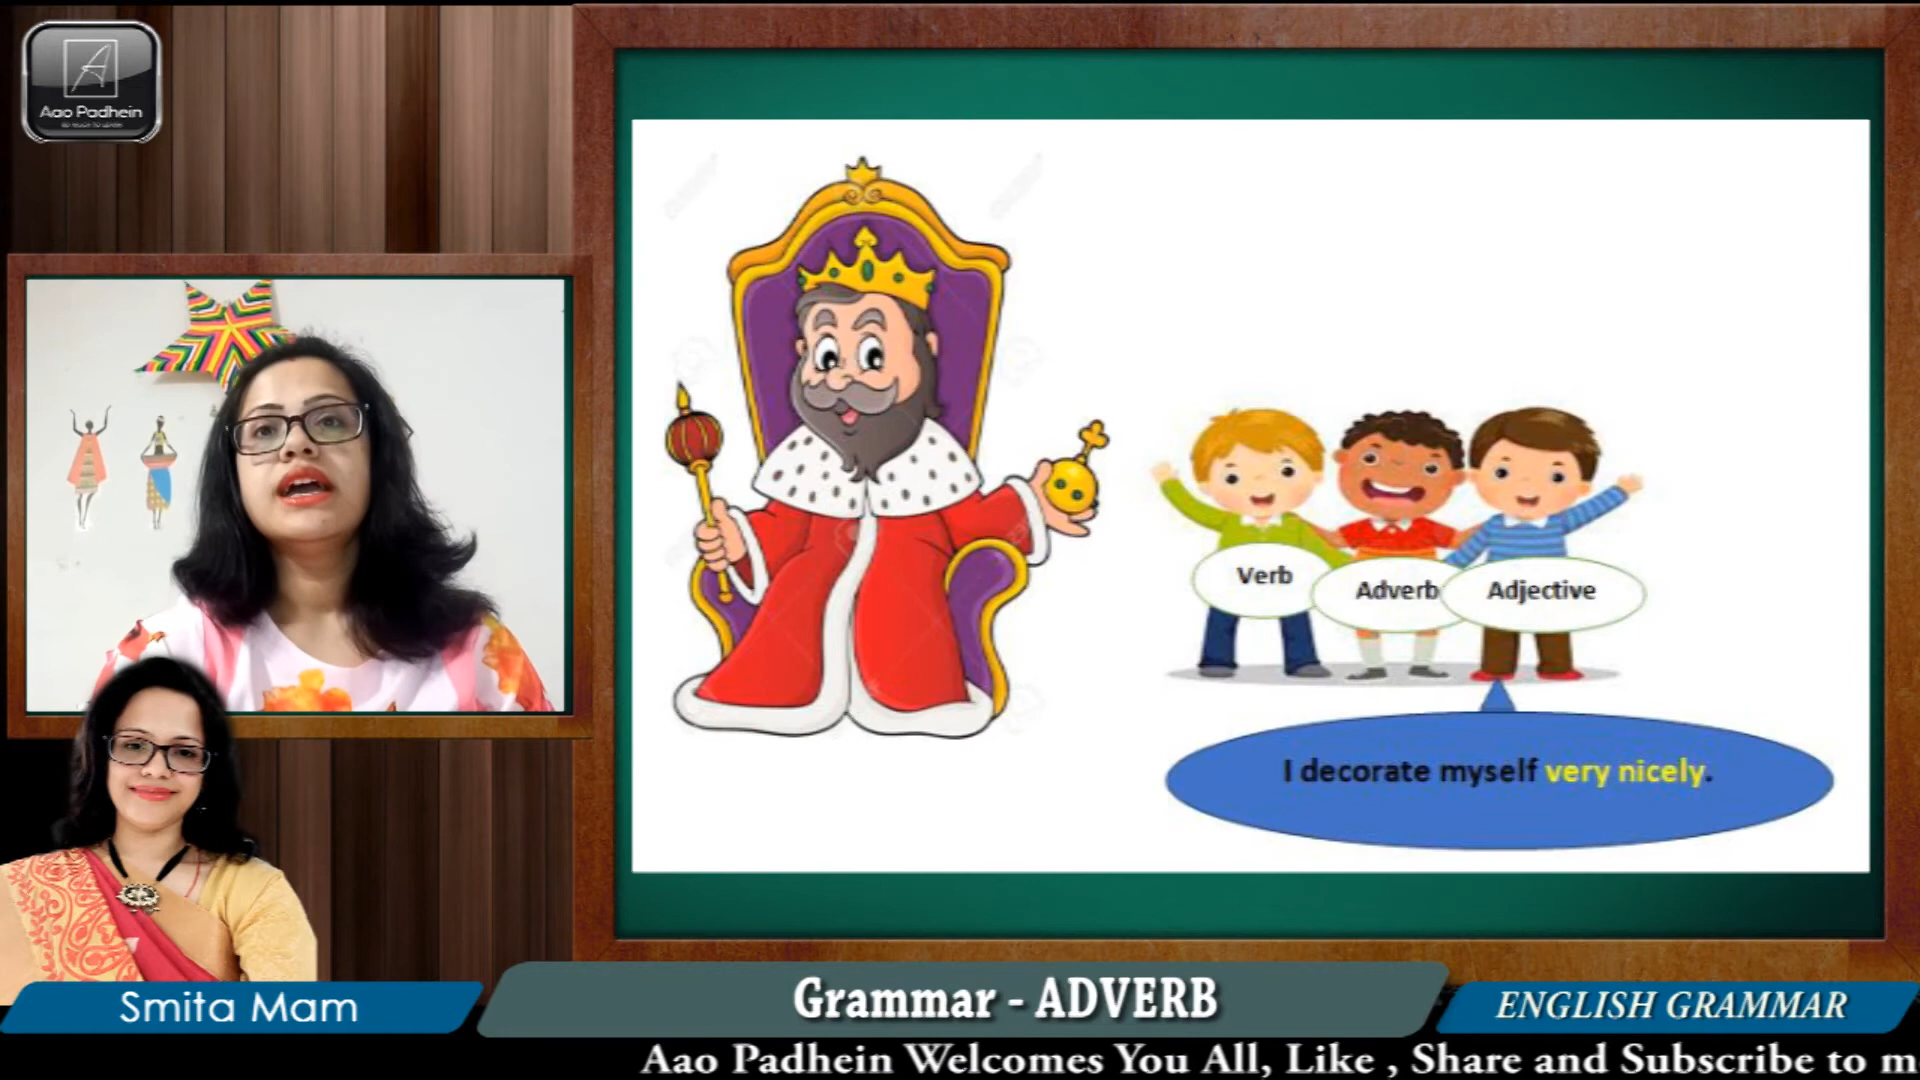 Aao Padhein
Verb
Adverb
Adjective
I decorate myself very nicely.
Smita Mam
Grammar - ADVERB
ENGLISH GRAMMAR
Aao Padhein Welcomes You All, Like , Share and Subscribe to m